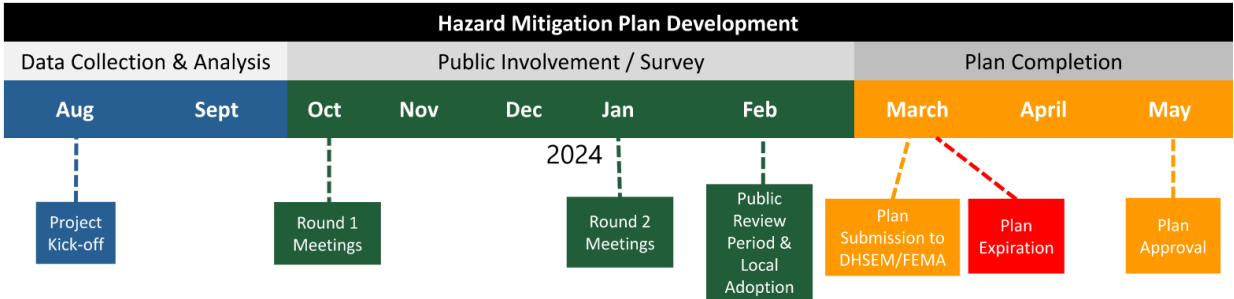 Hazard Mitigation Plan Development
Data Collection & Analysis
Public Involvement / Survey
Plan Completion
Aug
Sept
Oct
Nov
Dec
Jan
Feb
March
April
May
2024
Project
Kick-off
Round 1
Meetings
Round 2
Meetings
Public
Review
Period &
Local
Adoption
Plan
Submission to
DHSEM/FEMA
Plan
Expiration
Plan
Approval